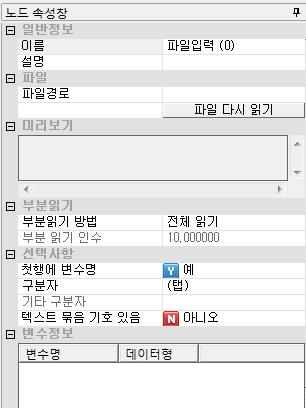 노드 속성창
일반정보
이름 파일입력 (0)
설명
파일
파일경로
파일 다시 읽기
미리보기
부분읽기
부분읽기 방법 전체 읽기
부분 읽기 인수 10,000000
선택사항
첫행에 변수명 Y 예
구분자 (탭)
기타 구분자
텍스트 묶음 기호 있음 N 아니오
변수정보
변수명 데이터형